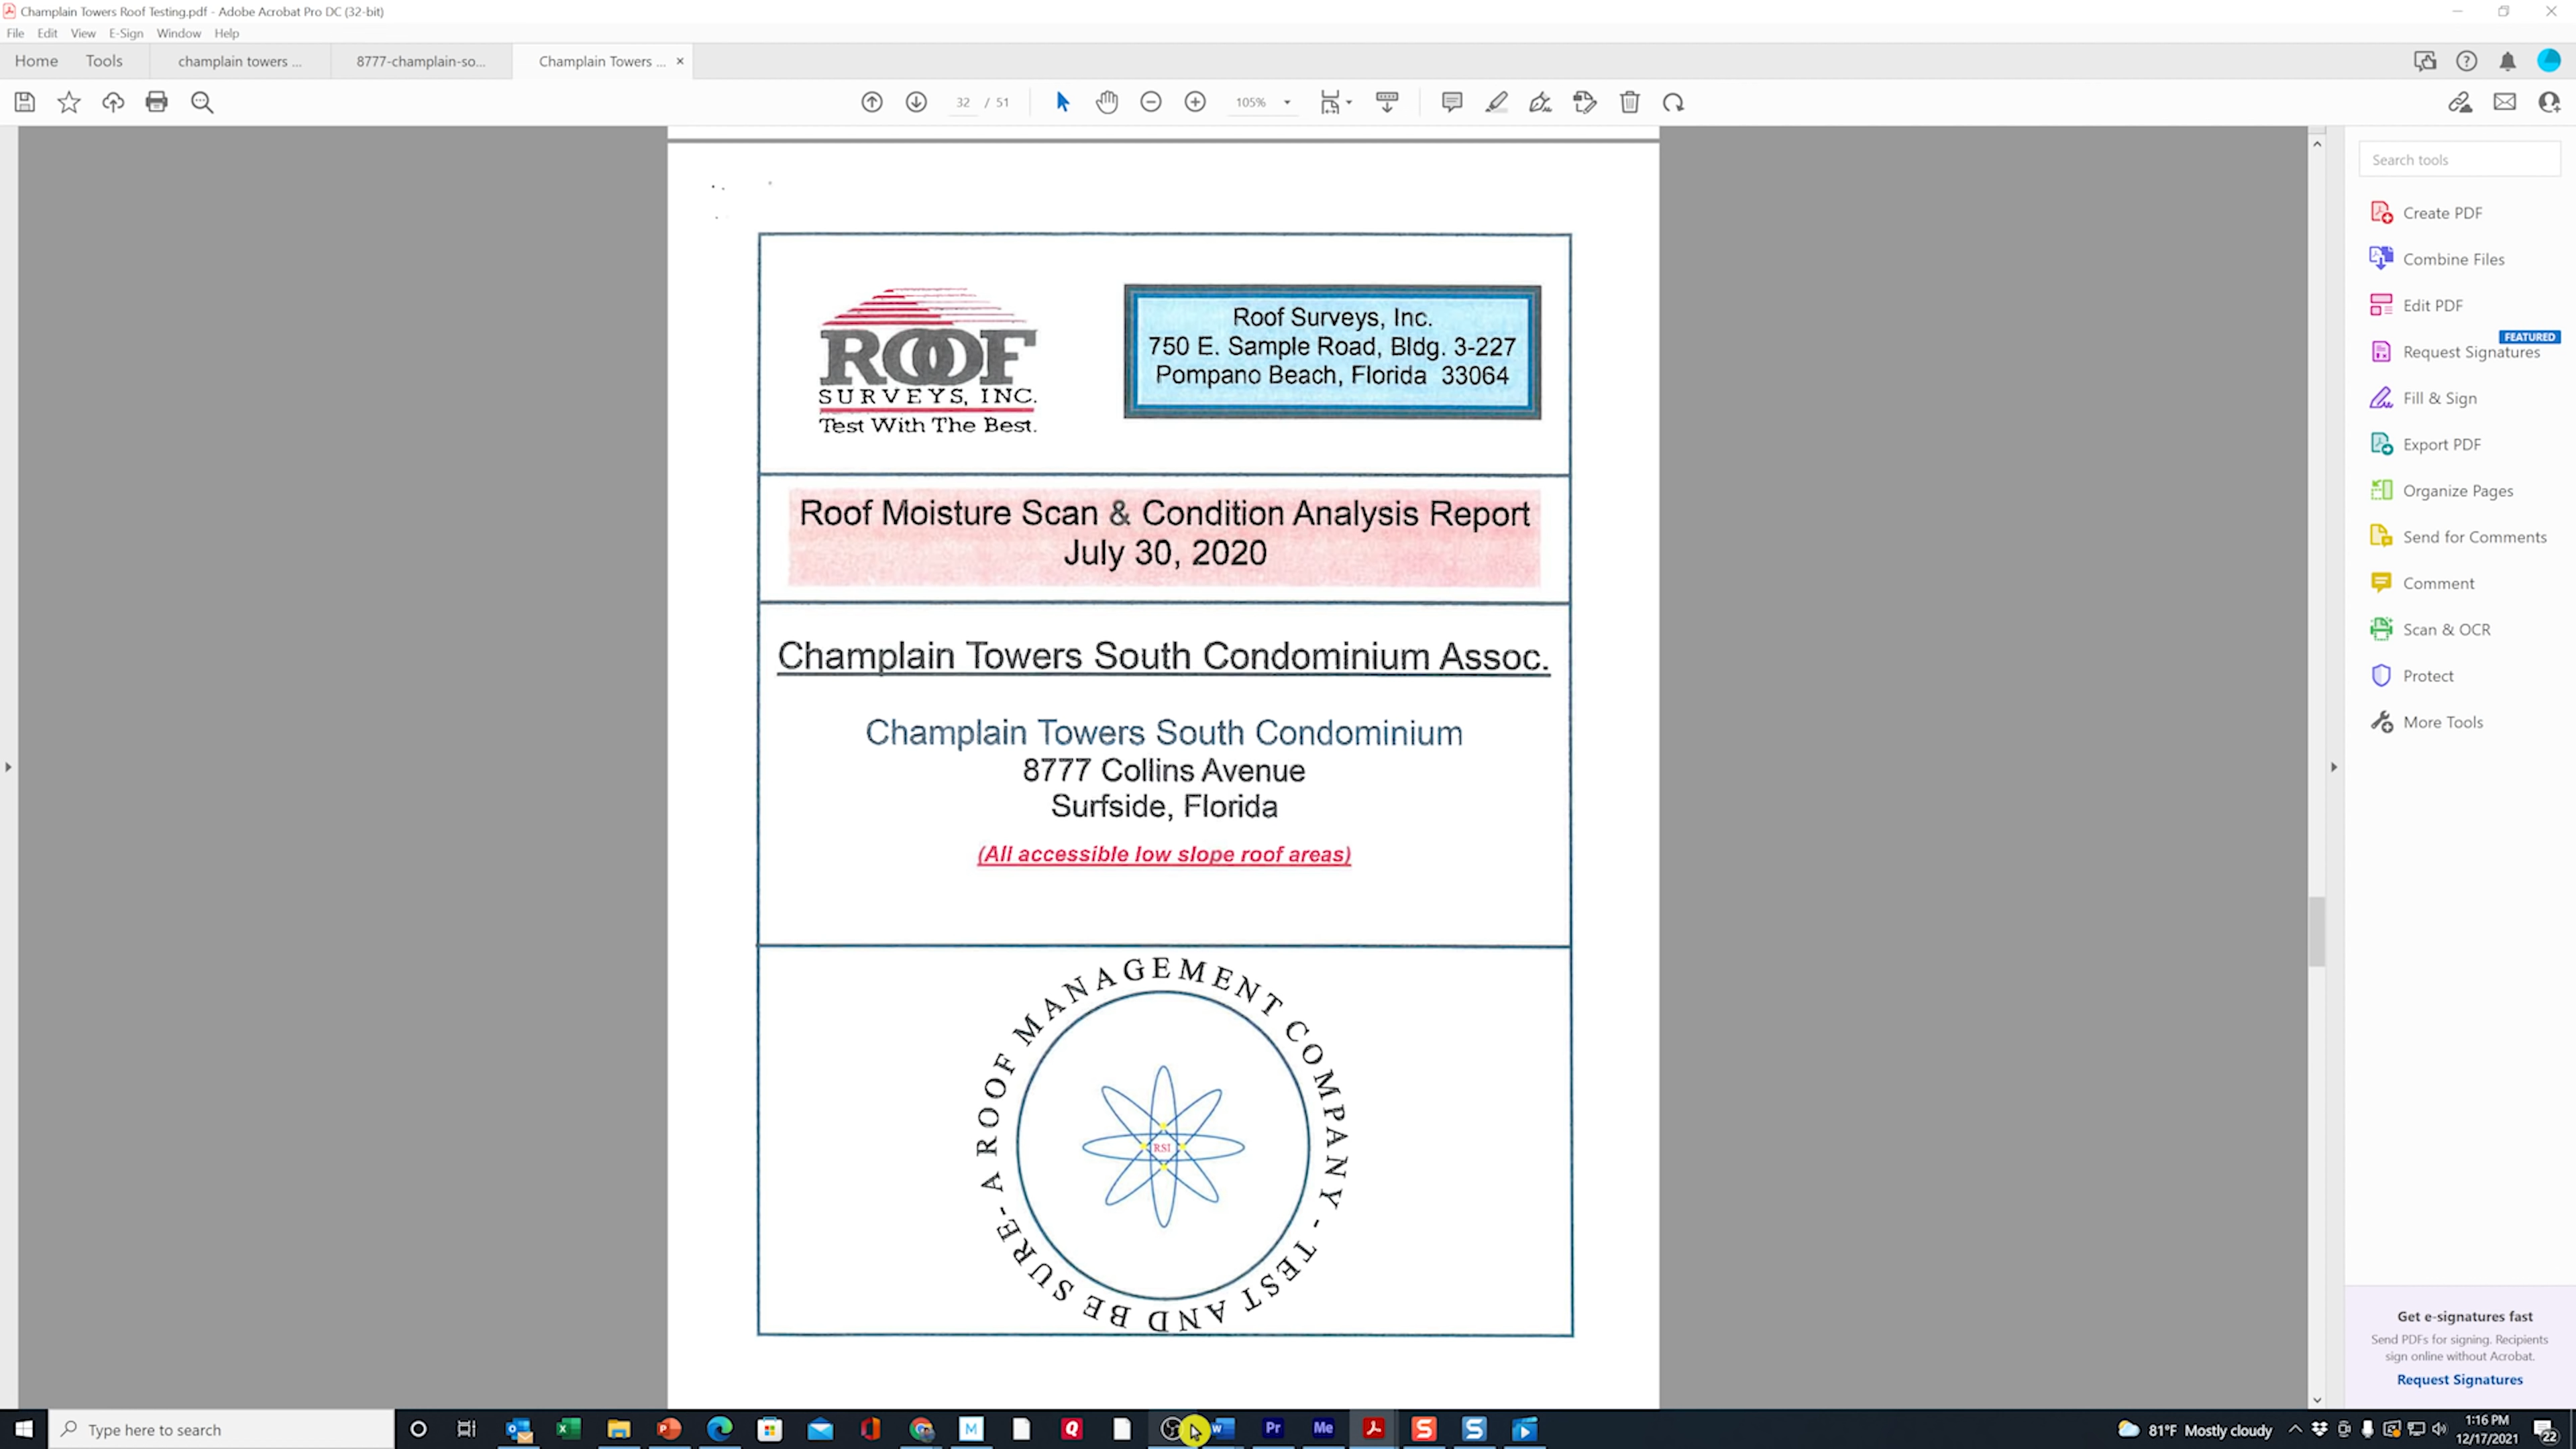 Champlain Towers Roof Testing.pdf - Adobe Acrobat Pro DC (32-bit)
File Edit View E-Sign Window Help
Home Tools champlain towers ... 8777-champlain-so... Champlain Towers ... ×
32 / 51 105%
Search tools
Create PDF
Combine Files
Edit PDF
FEATURED
Request Signatures
Fill & Sign
Export PDF
Organize Pages
Send for Comments
Comment
Scan & OCR
Protect
More Tools
ROOF
SURVEYS, INC.
Test With The Best.
Roof Surveys, Inc.
750 E. Sample Road, Bldg. 3-227
Pompano Beach, Florida 33064
Roof Moisture Scan & Condition Analysis Report
July 30, 2020
Champlain Towers South Condominium Assoc.
Champlain Towers South Condominium
8777 Collins Avenue
Surfside, Florida
(All accessible low slope roof areas)
A ROOF MANAGEMENT COMPANY - TEST AND BE SURE-
RSI
Get e-signatures fast
Send PDFs for signing. Recipients
sign online without Acrobat.
Request Signatures
Type here to search
81°F Mostly cloudy
1:16 PM
12/17/2021
22